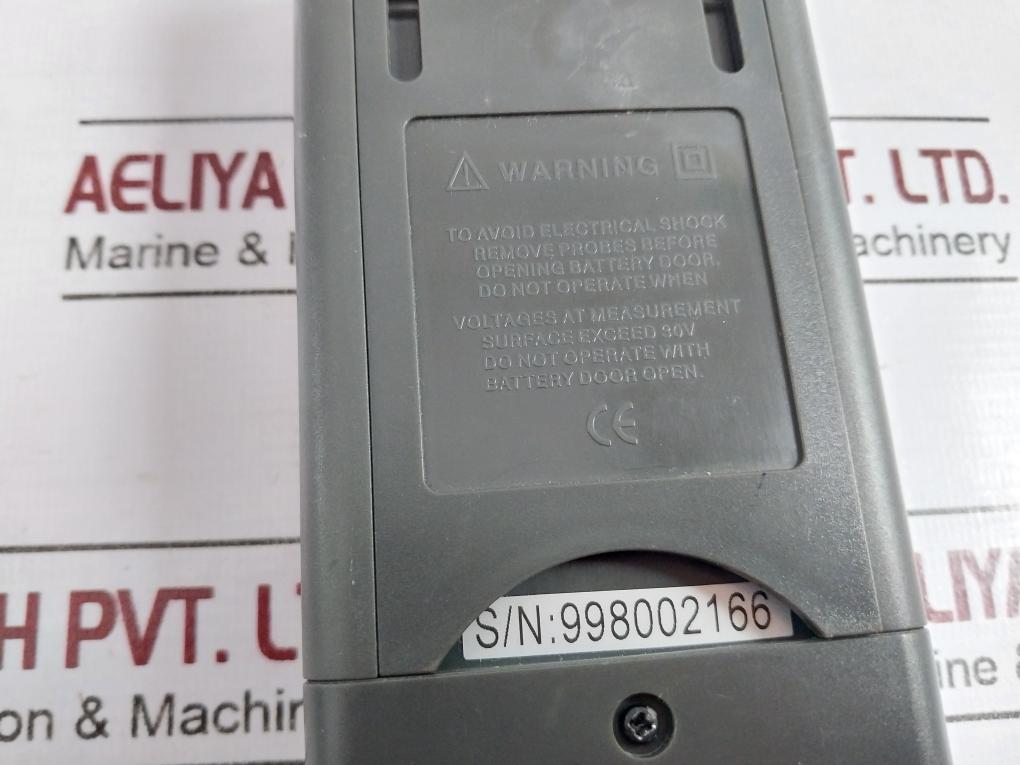 AELIYA T. LTD.
Marine & achinery
WARNING
TO AVOID ELECTRICAL SHOCK
REMOVE PROBES BEFORE
OPENING BATTERY DOOR.
DO NOT OPERATE WHEN
VOLTAGES AT MEASUREMENT
SURFACE EXCEED 30V
DO NOT OPERATE WITH
BATTERY DOOR OPEN.
CE
S/N:998002166
H PVT. L LIYA
on & Machin ine &